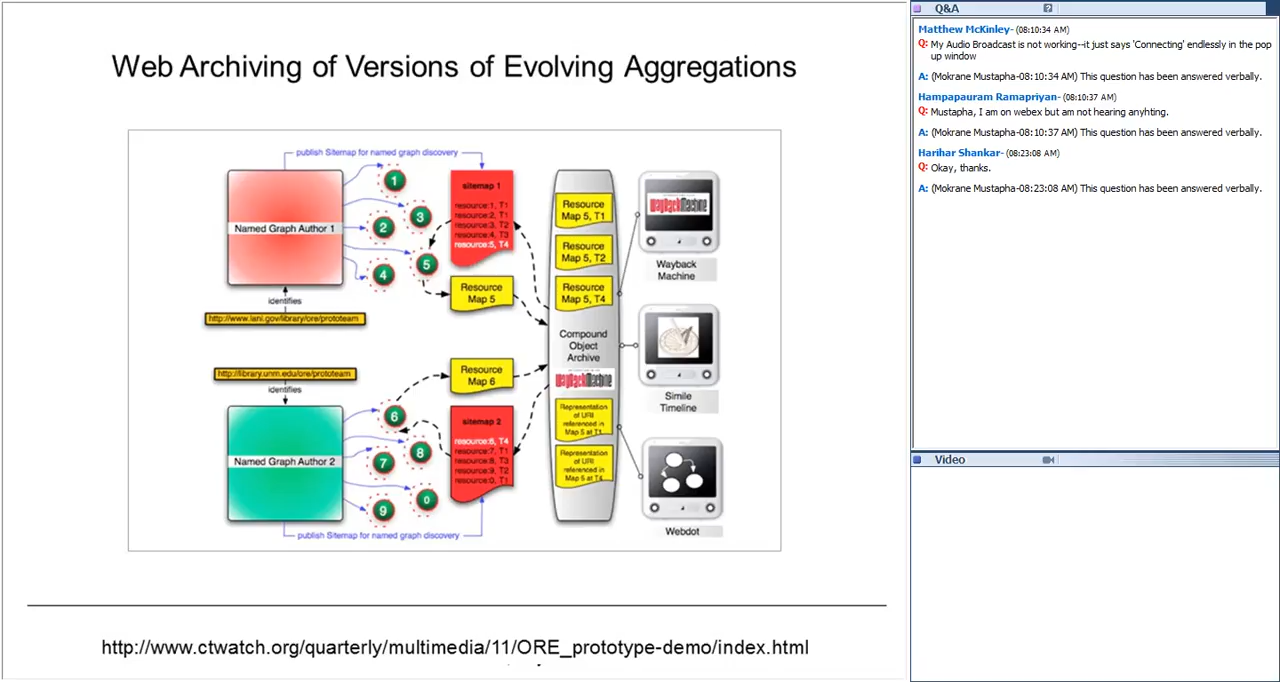 Web Archiving of Versions of Evolving Aggregations
publish Sitemap for named graph discovery
Named Graph Author 1
1
2
3
4
5
sitemap 1
resource:1, T1
resource:2, T1
resource:3, T2
resource:4, T3
resource:5, T4
Resource
Map 5
identifies
http://www.lanl.gov/library/ore/prototeam
http://library.unm.edu/ore/prototeam
identifies
Named Graph Author 2
6
7
8
9
0
Resource
Map 6
sitemap 2
resource:6, T4
resource:7, T1
resource:8, T3
resource:9, T2
resource:0, T1
publish Sitemap for named graph discovery
Resource
Map 5, T1
Resource
Map 5, T2
Resource
Map 5, T4
Compound
Object
Archive
WayBackMachine
Representation
of URI
referenced in
Map 5 at T1
Representation
of URI
referenced in
Map 5 at T4
WayBackMachine
Wayback
Machine
Simile
Timeline
Webdot
http://www.ctwatch.org/quarterly/multimedia/11/ORE_prototype-demo/index.html
Q&A
?
Matthew McKinley- (08:10:34 AM)
Q: My Audio Broadcast is not working--it just says 'Connecting' endlessly in the pop
up window
A: (Mokrane Mustapha-08:10:34 AM) This question has been answered verbally.
Hampapauram Ramapriyan- (08:10:37 AM)
Q: Mustapha, I am on webex but am not hearing anyhting.
A: (Mokrane Mustapha-08:10:37 AM) This question has been answered verbally.
Harihar Shankar- (08:23:08 AM)
Q: Okay, thanks.
A: (Mokrane Mustapha-08:23:08 AM) This question has been answered verbally.
Video